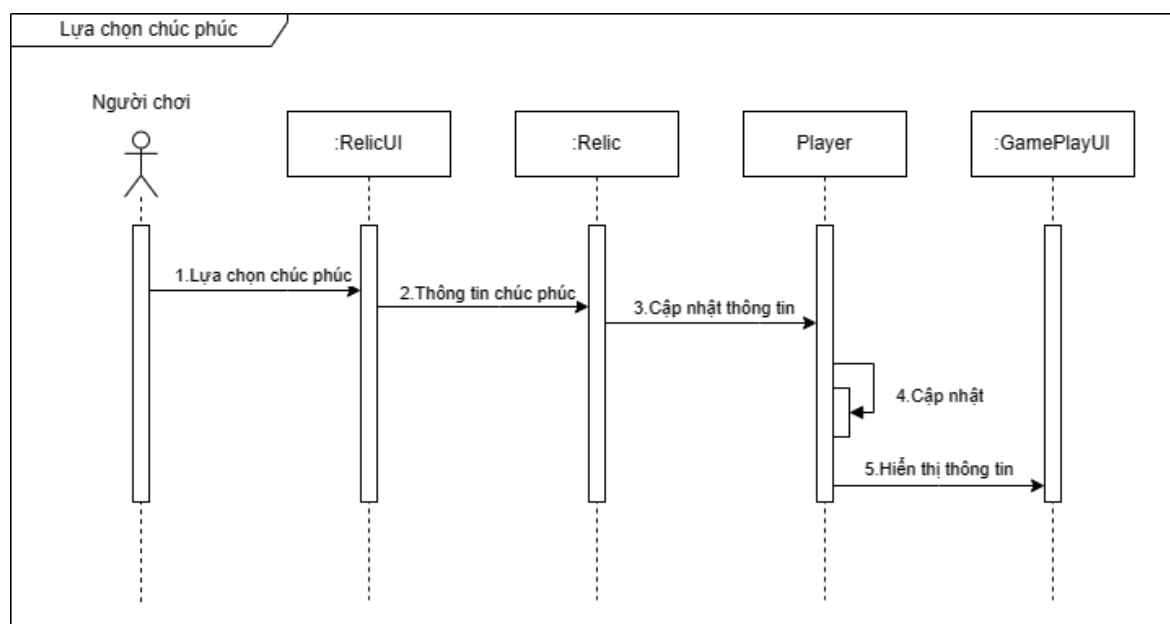 Lựa chọn chúc phúc
Người chơi
:RelicUI
:Relic
Player
:GamePlayUI
1.Lựa chọn chúc phúc
2.Thông tin chúc phúc
3.Cập nhật thông tin
4.Cập nhật
5.Hiển thị thông tin